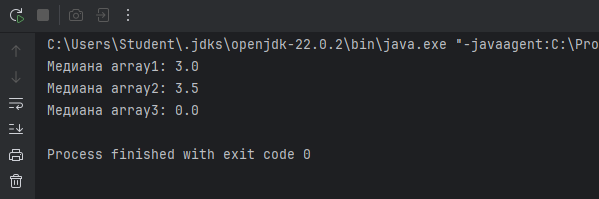 C:\Users\Student\.jdks\openjdk-22.0.2\bin\java.exe "-javaagent:C:\Pro
Медиана array1: 3.0
Медиана array2: 3.5
Медиана array3: 0.0
Process finished with exit code 0